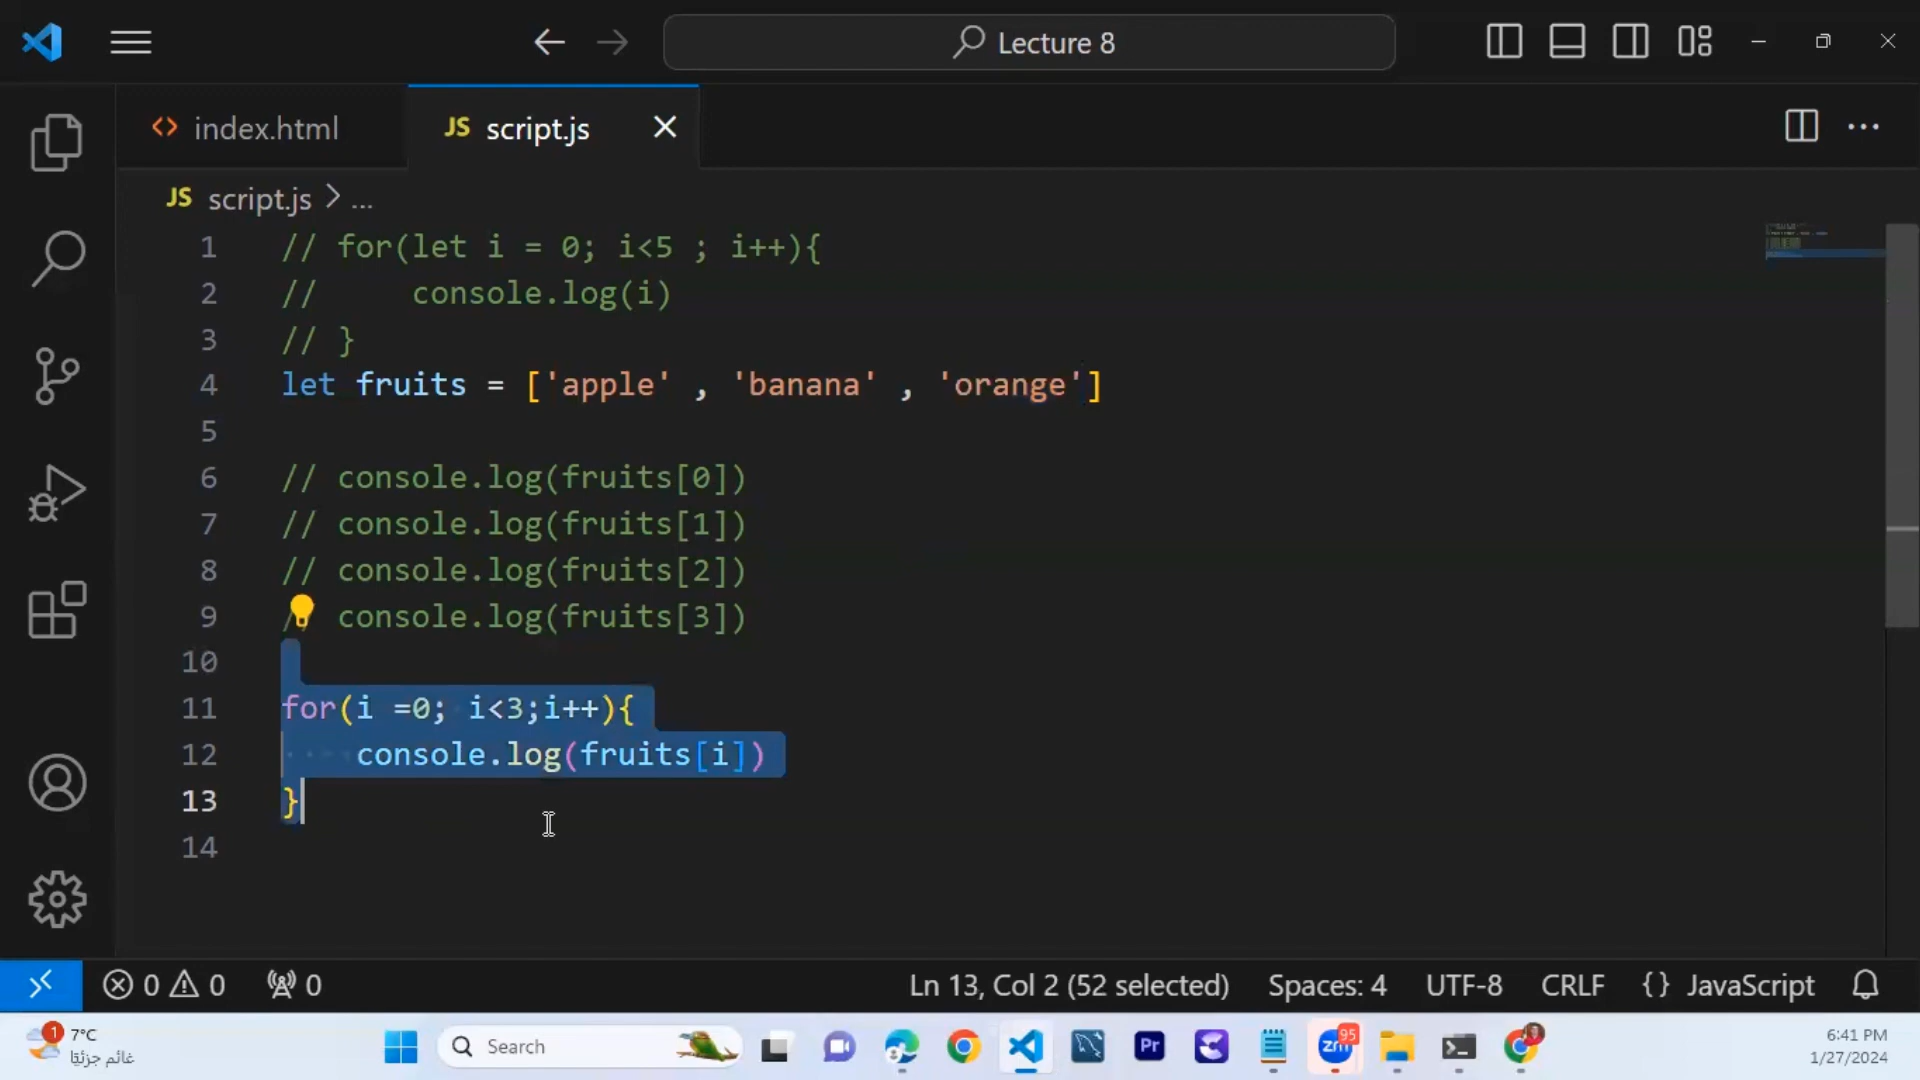 Lecture 8
index.html
JS script.js
JS script.js > ...
1 // for(let i = 0; i<5 ; i++){
2 //     console.log(i)
3 // }
4 let fruits = ['apple' , 'banana' , 'orange']
5
6 // console.log(fruits[0])
7 // console.log(fruits[1])
8 // console.log(fruits[2])
9 // console.log(fruits[3])
10
11 for(i =0; i<3;i++){
12     console.log(fruits[i])
13 }
14
0 0 0 Ln 13, Col 2 (52 selected) Spaces: 4 UTF-8 CRLF {} JavaScript
1 7°C
غائم جزئيًا
Search
Pr
zm 95
6:41 PM
1/27/2024